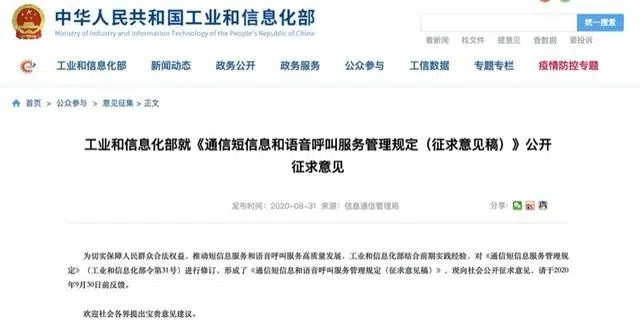 中华人民共和国工业和信息化部
Ministry of Industry and Information Technology of the People's Republic of China
统一搜索
看新闻 找文件 提意见 查数据 要投诉
工业和信息化部 新闻动态 政务公开 政务服务 公众参与 工信数据 专题专栏 疫情防控专题
首页 > 公众参与 > 意见征集 > 正文
工业和信息化部就《通信短信息和语音呼叫服务管理规定（征求意见稿）》公开
征求意见
发布时间：2020-08-31 来源：信息通信管理局
分享：
为切实保障人民群众合法权益，推动短信息服务和语音呼叫服务高质量发展，工业和信息化部结合前期实践经验，对《通信短信息服务管理规
定》（工业和信息化部令第31号）进行修订，形成了《通信短信息和语音呼叫服务管理规定（征求意见稿）》，现向社会公开征求意见，请于2020
年9月30日前反馈。
欢迎社会各界提出宝贵意见建议。